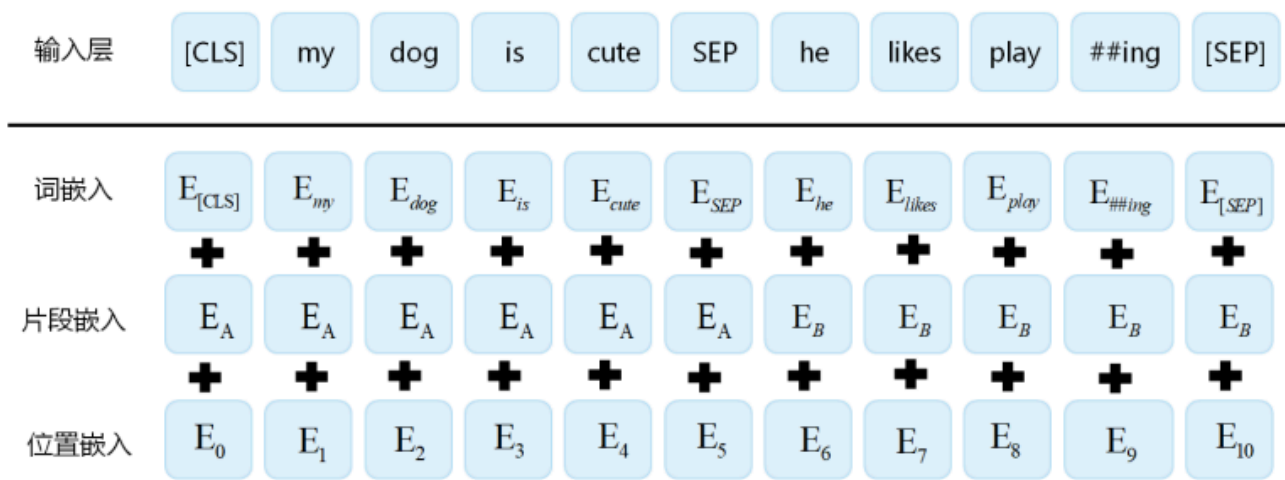 输入层 [CLS] my dog is cute SEP he likes play ##ing [SEP]
词嵌入 E[CLS] Emy Edog Eis Ecute ESEP Ehe Elikes Eplay E##ing E[SEP]
片段嵌入 EA EA EA EA EA EA EB EB EB EB EB
位置嵌入 E0 E1 E2 E3 E4 E5 E6 E7 E8 E9 E10